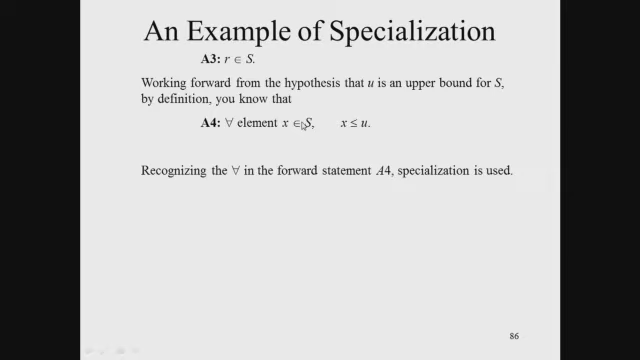 An Example of Specialization
A3: r ∈ S.
Working forward from the hypothesis that u is an upper bound for S,
by definition, you know that
A4: ∀ element x ∈ S, x ≤ u.
Recognizing the ∀ in the forward statement A4, specialization is used.
86